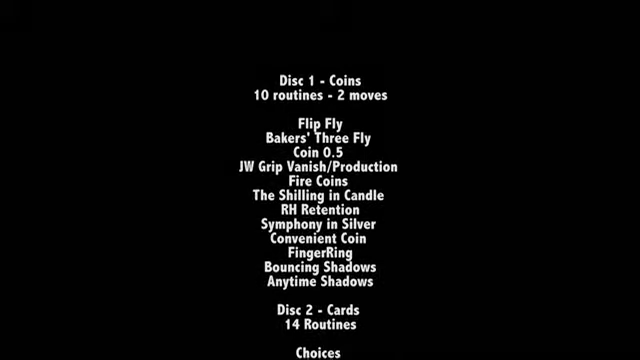 Disc 1 - Coins
10 routines - 2 moves
Flip Fly
Bakers' Three Fly
Coin 0.5
JW Grip Vanish/Production
Fire Coins
The Shilling in Candle
RH Retention
Symphony in Silver
Convenient Coin
FingerRing
Bouncing Shadows
Anytime Shadows
Disc 2 - Cards
14 Routines
Choices